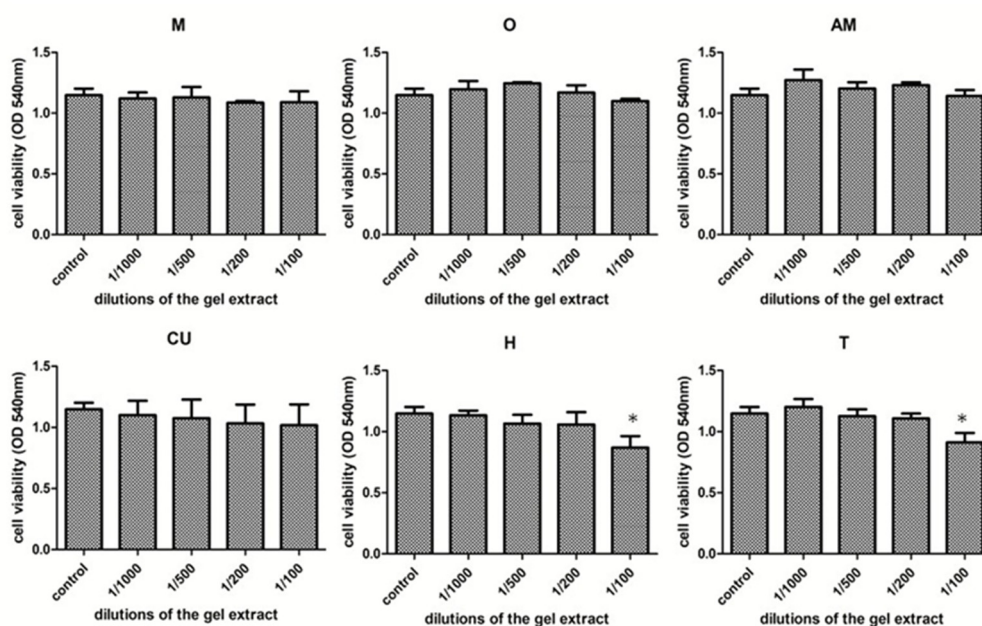 M
cell viability (OD 540nm)
1.5
1.0
0.5
0.0
control
1/1000
1/500
1/200
1/100
dilutions of the gel extract
O
cell viability (OD 540nm)
1.5
1.0
0.5
0.0
control
1/1000
1/500
1/200
1/100
dilutions of the gel extract
AM
cell viability (OD 540nm)
1.5
1.0
0.5
0.0
control
1/1000
1/500
1/200
1/100
dilutions of the gel extract
CU
cell viability (OD 540nm)
1.5
1.0
0.5
0.0
control
1/1000
1/500
1/200
1/100
dilutions of the gel extract
H
cell viability (OD 540nm)
1.5
1.0
0.5
0.0
*
control
1/1000
1/500
1/200
1/100
dilutions of the gel extract
T
cell viability (OD 540nm)
1.5
1.0
0.5
0.0
*
control
1/1000
1/500
1/200
1/100
dilutions of the gel extract